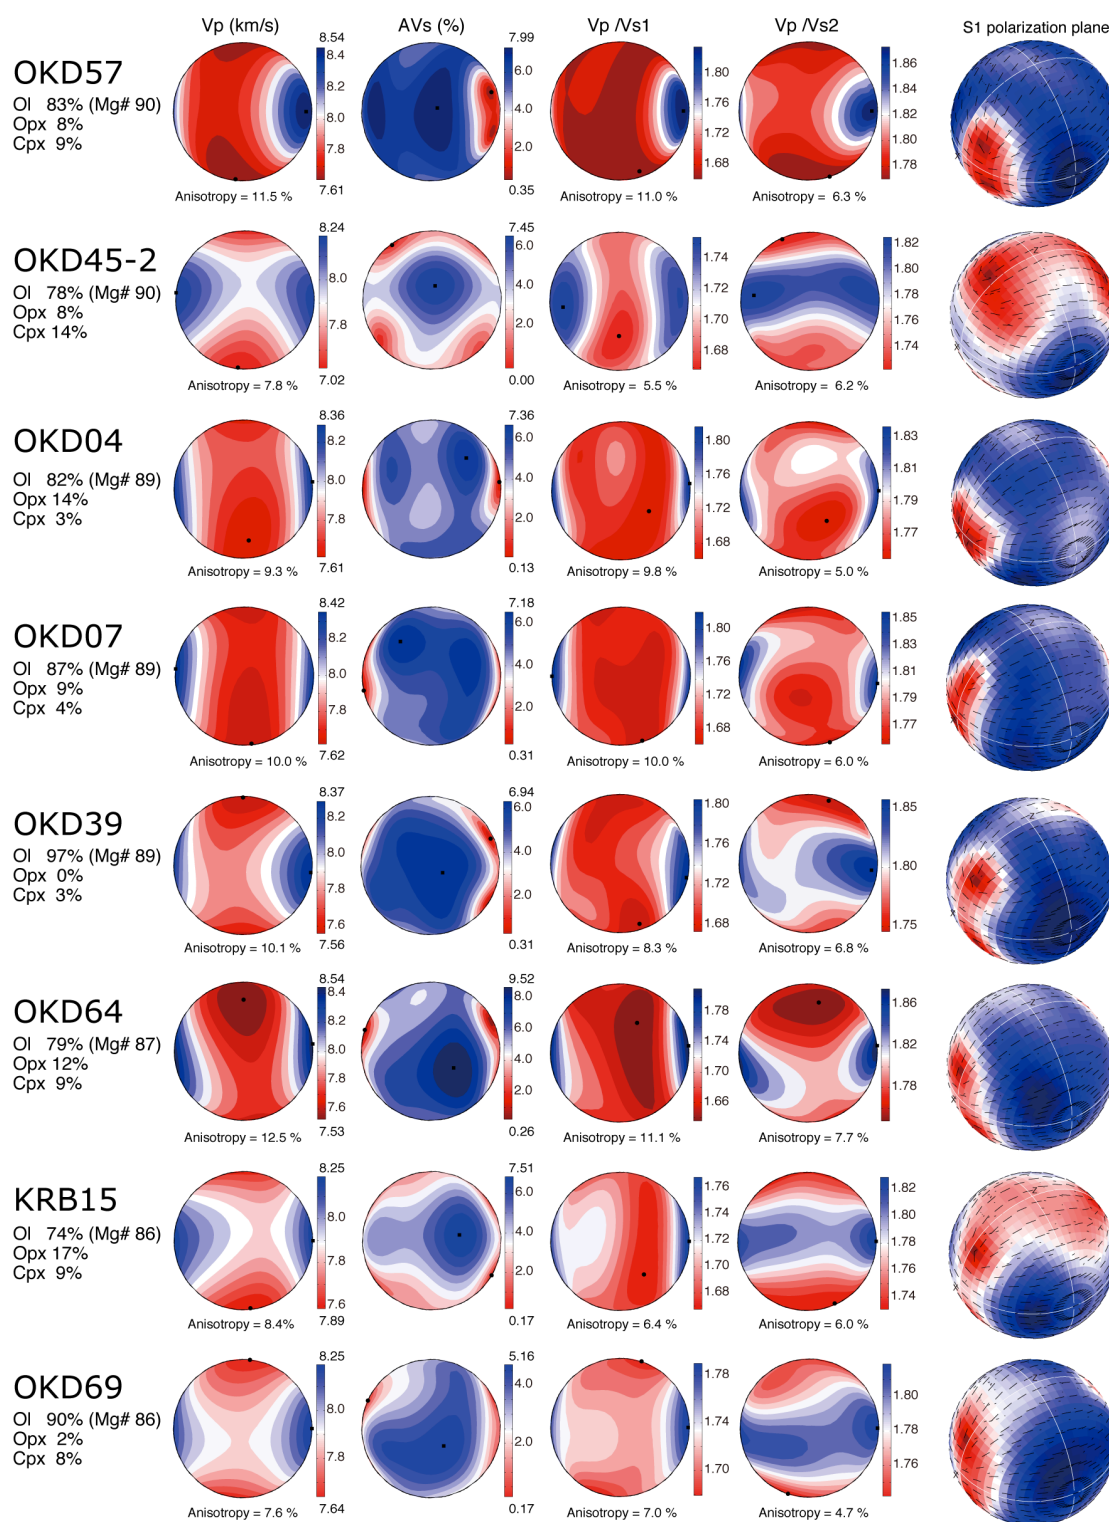 Vp (km/s) AVs (%) Vp /Vs1 Vp /Vs2 S1 polarization plane
OKD57
Ol 83% (Mg# 90)
Opx 8%
Cpx 9%
8.54
8.4
8.2
8.0
7.8
7.61
Anisotropy = 11.5 %
7.99
6.0
4.0
2.0
0.35
1.80
1.76
1.72
1.68
Anisotropy = 11.0 %
1.86
1.84
1.82
1.80
1.78
Anisotropy = 6.3 %
Z
X
OKD45-2
Ol 78% (Mg# 90)
Opx 8%
Cpx 14%
8.24
8.0
7.8
7.02
Anisotropy = 7.8 %
7.45
6.0
4.0
2.0
0.00
1.74
1.72
1.70
1.68
Anisotropy = 5.5 %
1.82
1.80
1.78
1.76
1.74
Anisotropy = 6.2 %
Z
X
OKD04
Ol 82% (Mg# 89)
Opx 14%
Cpx 3%
8.36
8.2
8.0
7.8
7.61
Anisotropy = 9.3 %
7.36
6.0
4.0
2.0
0.13
1.80
1.76
1.72
1.68
Anisotropy = 9.8 %
1.83
1.81
1.79
1.77
Anisotropy = 5.0 %
Z
X
OKD07
Ol 87% (Mg# 89)
Opx 9%
Cpx 4%
8.42
8.2
8.0
7.8
7.62
Anisotropy = 10.0 %
7.18
6.0
4.0
2.0
0.31
1.80
1.76
1.72
1.68
Anisotropy = 10.0 %
1.85
1.83
1.81
1.79
1.77
Anisotropy = 6.0 %
Z
X
OKD39
Ol 97% (Mg# 89)
Opx 0%
Cpx 3%
8.37
8.2
8.0
7.8
7.6
7.56
Anisotropy = 10.1 %
6.94
6.0
4.0
2.0
0.31
1.80
1.76
1.72
1.68
Anisotropy = 8.3 %
1.85
1.80
1.75
Anisotropy = 6.8 %
Z
X
OKD64
Ol 79% (Mg# 87)
Opx 12%
Cpx 9%
8.54
8.4
8.2
8.0
7.8
7.6
7.53
Anisotropy = 12.5 %
9.52
8.0
6.0
4.0
2.0
0.26
1.78
1.74
1.70
1.66
Anisotropy = 11.1 %
1.86
1.82
1.78
Anisotropy = 7.7 %
Z
X
KRB15
Ol 74% (Mg# 86)
Opx 17%
Cpx 9%
8.25
8.0
7.8
7.6
7.89
Anisotropy = 8.4%
7.51
6.0
4.0
2.0
0.17
1.76
1.74
1.72
1.70
1.68
Anisotropy = 6.4 %
1.82
1.80
1.78
1.76
1.74
Anisotropy = 6.0 %
Z
X
OKD69
Ol 90% (Mg# 86)
Opx 2%
Cpx 8%
8.25
8.0
7.8
7.64
Anisotropy = 7.6 %
5.16
4.0
2.0
0.17
1.78
1.74
1.70
Anisotropy = 7.0 %
1.80
1.78
1.76
Anisotropy = 4.7 %
Z
X